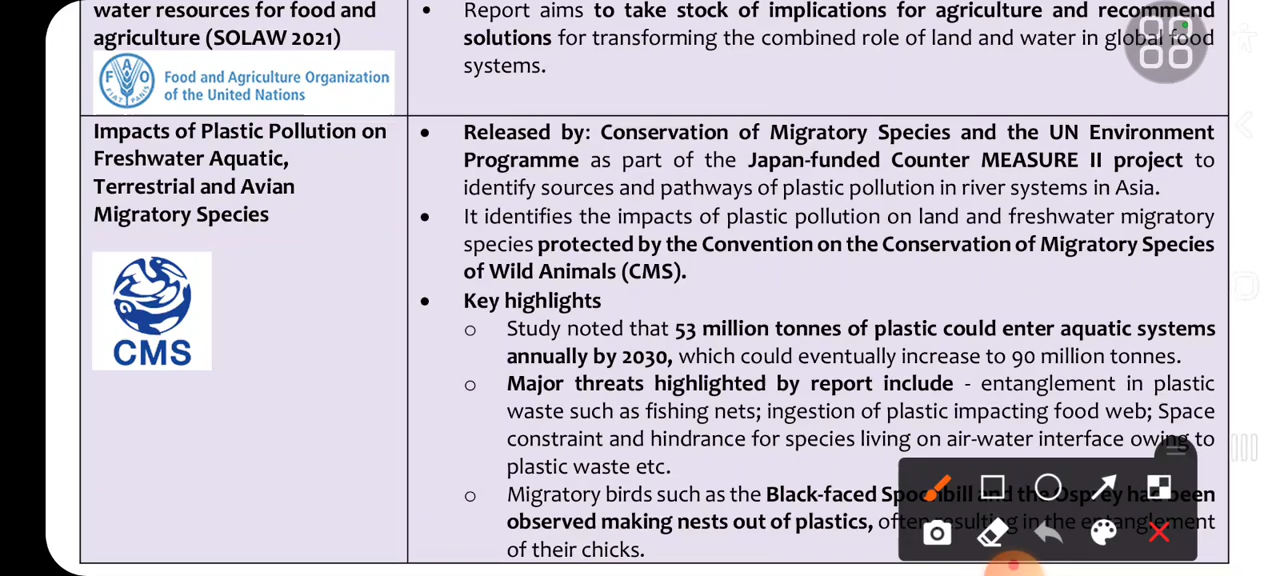 water resources for food and
agriculture (SOLAW 2021)
F A O
FIAT PANIS
Food and Agriculture Organization
of the United Nations
• Report aims to take stock of implications for agriculture and recommend
solutions for transforming the combined role of land and water in global food
systems.
Impacts of Plastic Pollution on
Freshwater Aquatic,
Terrestrial and Avian
Migratory Species
CMS
• Released by: Conservation of Migratory Species and the UN Environment
Programme as part of the Japan-funded Counter MEASURE II project to
identify sources and pathways of plastic pollution in river systems in Asia.
• It identifies the impacts of plastic pollution on land and freshwater migratory
species protected by the Convention on the Conservation of Migratory Species
of Wild Animals (CMS).
• Key highlights
o Study noted that 53 million tonnes of plastic could enter aquatic systems
annually by 2030, which could eventually increase to 90 million tonnes.
o Major threats highlighted by report include - entanglement in plastic
waste such as fishing nets; ingestion of plastic impacting food web; Space
constraint and hindrance for species living on air-water interface owing to
plastic waste etc.
o Migratory birds such as the Black-faced Spoonbill and the Osprey had been
observed making nests out of plastics, often resulting in the entanglement
of their chicks.